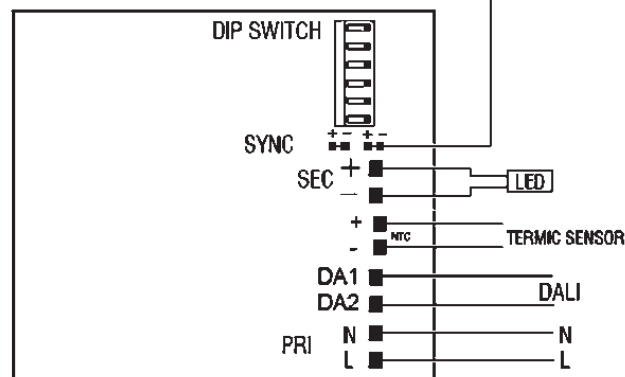 DIP SWITCH
+ - + -
SYNC
SEC +
-
LED
+
NTC
-
TERMIC SENSOR
DA1
DA2
DALI
PRI
N N
L L